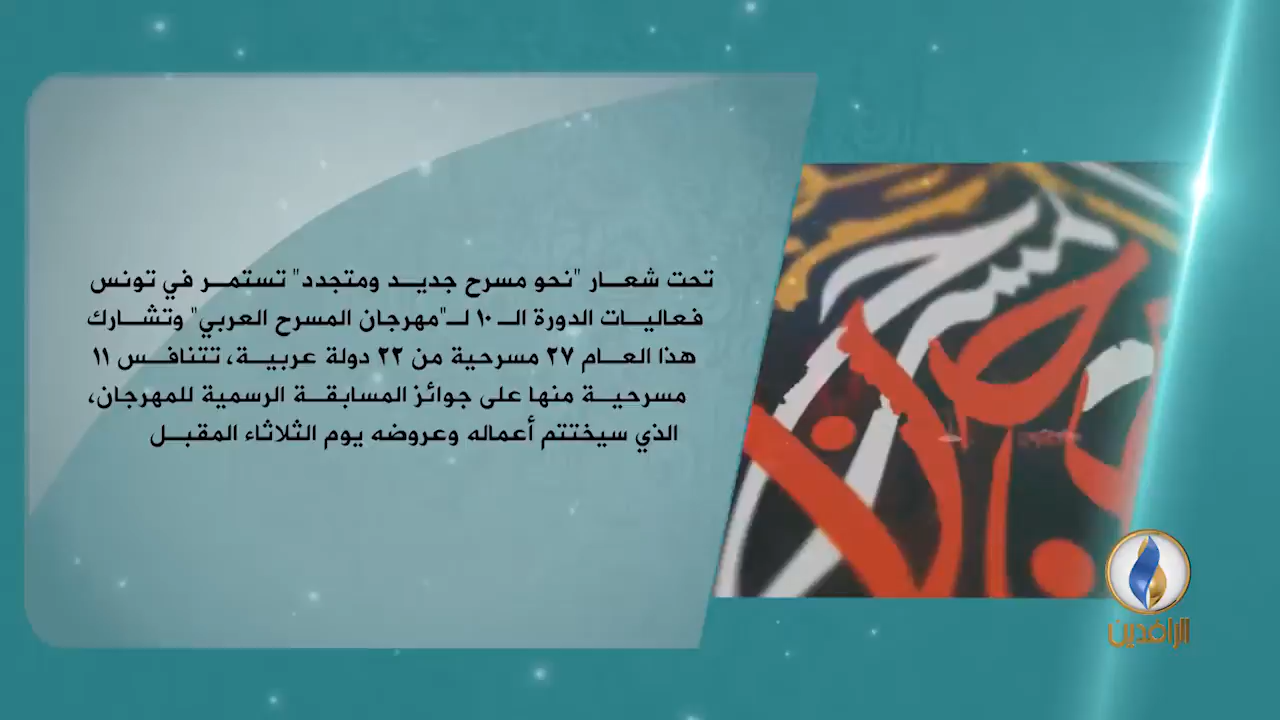 تحت شعار "نحو مسرح جديد ومتجدد" تستمر في تونس
فعاليات الدورة الـ ١٠ لـ"مهرجان المسرح العربي" وتشارك
هذا العام ٢٧ مسرحية من ٢٢ دولة عربية، تتنافس ١١
مسرحية منها على جوائز المسابقة الرسمية للمهرجان،
الذي سيختتم أعماله وعروضه يوم الثلاثاء المقبل
الرافدين